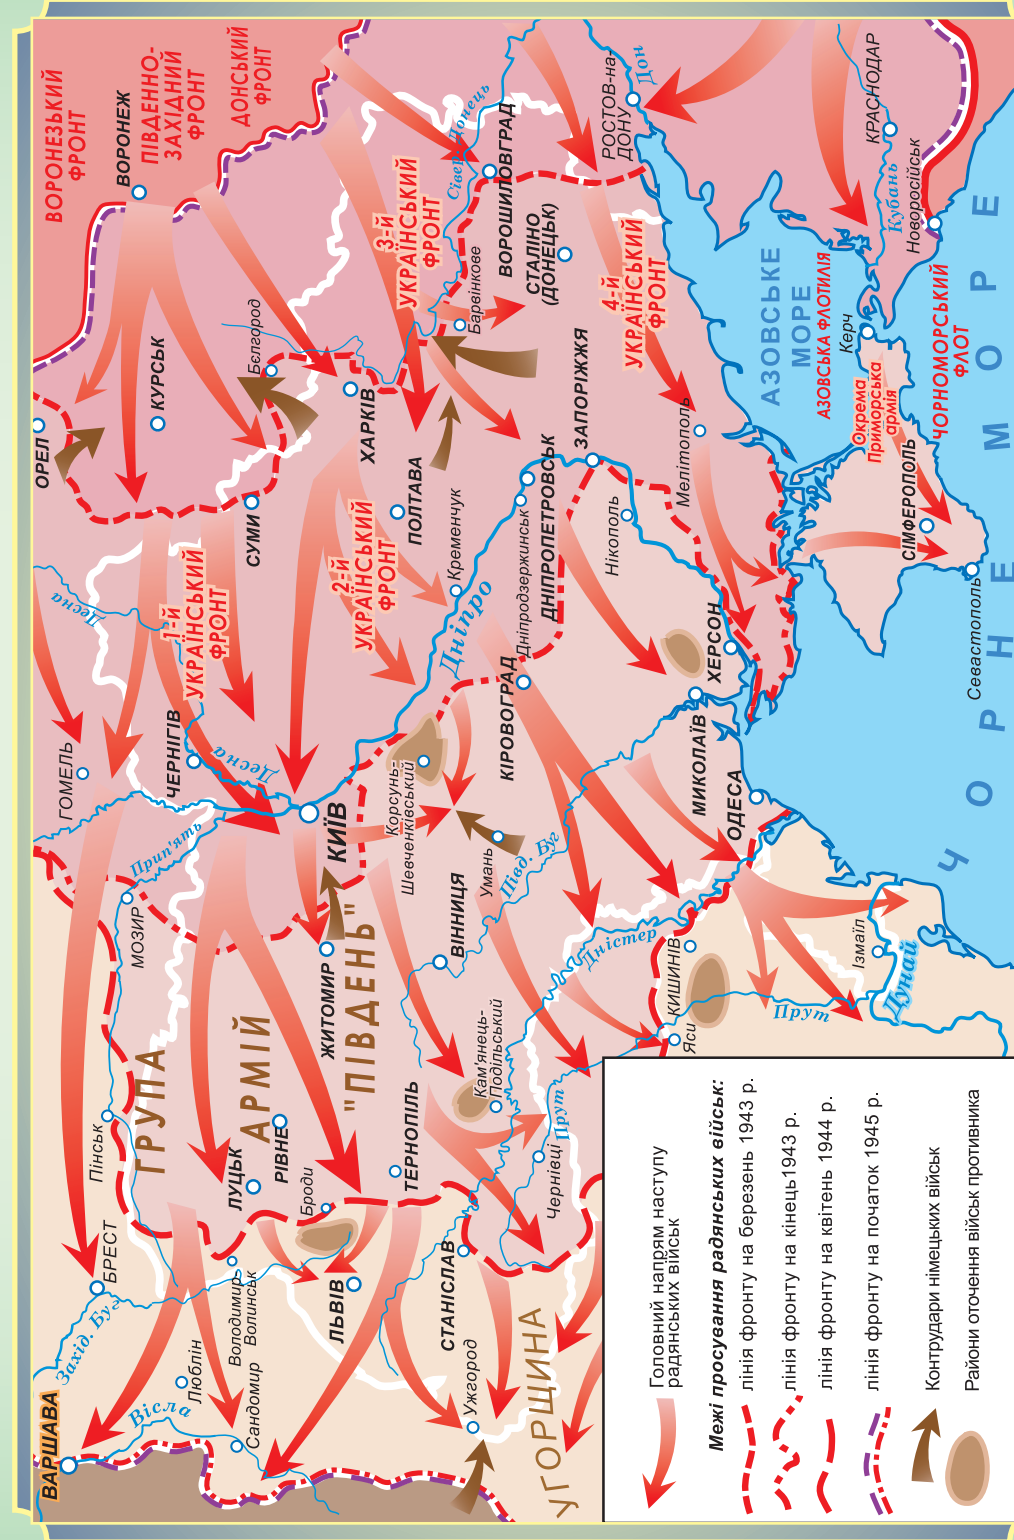 ВОРОНЕЗЬКИЙ
ФРОНТ
ВОРОНЕЖ
ПІВДЕННО-
ЗАХІДНИЙ
ФРОНТ
ДОНСЬКИЙ
ФРОНТ
ОРЕЛ
КУРСЬК
Бєлгород
ХАРКІВ
СУМИ
ПОЛТАВА
Кременчук
3-й
УКРАЇНСЬКИЙ
ФРОНТ
Сівер. Донець
ВОРОШИЛОВГРАД
Барвінкове
СТАЛІНО
(ДОНЕЦЬК)
РОСТОВ-на-
ДОНУ
Дон
КРАСНОДАР
Кубань
Новоросійськ
4-й
УКРАЇНСЬКИЙ
ФРОНТ
АЗОВСЬКЕ
МОРЕ
АЗОВСЬКА ФЛОТИЛІЯ
Керч
ЧОРНОМОРСЬКИЙ
ФЛОТ
Окрема
Приморська
армія
СІМФЕРОПОЛЬ
Севастополь
ЧОРНЕ МОРЕ
ЗАПОРІЖЖЯ
Мелітополь
Нікополь
ДНІПРОПЕТРОВСЬК
Дніпродзержинськ
Дніпро
2-й
УКРАЇНСЬКИЙ
ФРОНТ
1-й
УКРАЇНСЬКИЙ
ФРОНТ
Десна
Десна
ЧЕРНІГІВ
ГОМЕЛЬ
Прип'ять
МОЗИР
КИЇВ
Корсунь-
Шевченківський
КІРОВОГРАД
ХЕРСОН
МИКОЛАЇВ
ОДЕСА
Умань
Півд. Буг
ВІННИЦЯ
ЖИТОМИР
Дністер
КИШИНІВ
Ізмаїл
Дунай
Прут
Яси
ГРУПА
АРМІЙ
"ПІВДЕНЬ"
Пінськ
ЛУЦЬК
РІВНЕ
Броди
ТЕРНОПІЛЬ
Кам'янець-
Подільський
Прут
Чернівці
БРЕСТ
Захід. Буг
Володимир-
Волинськ
ЛЬВІВ
СТАНІСЛАВ
Люблін
Сандомир
Ужгород
УГОРЩИНА
ВАРШАВА
Вісла
Головний напрям наступу
радянських військ
Межі просування радянських військ:
лінія фронту на березень 1943 р.
лінія фронту на кінець1943 р.
лінія фронту на квітень 1944 р.
лінія фронту на початок 1945 р.
Контрудари німецьких військ
Райони оточення військ противника